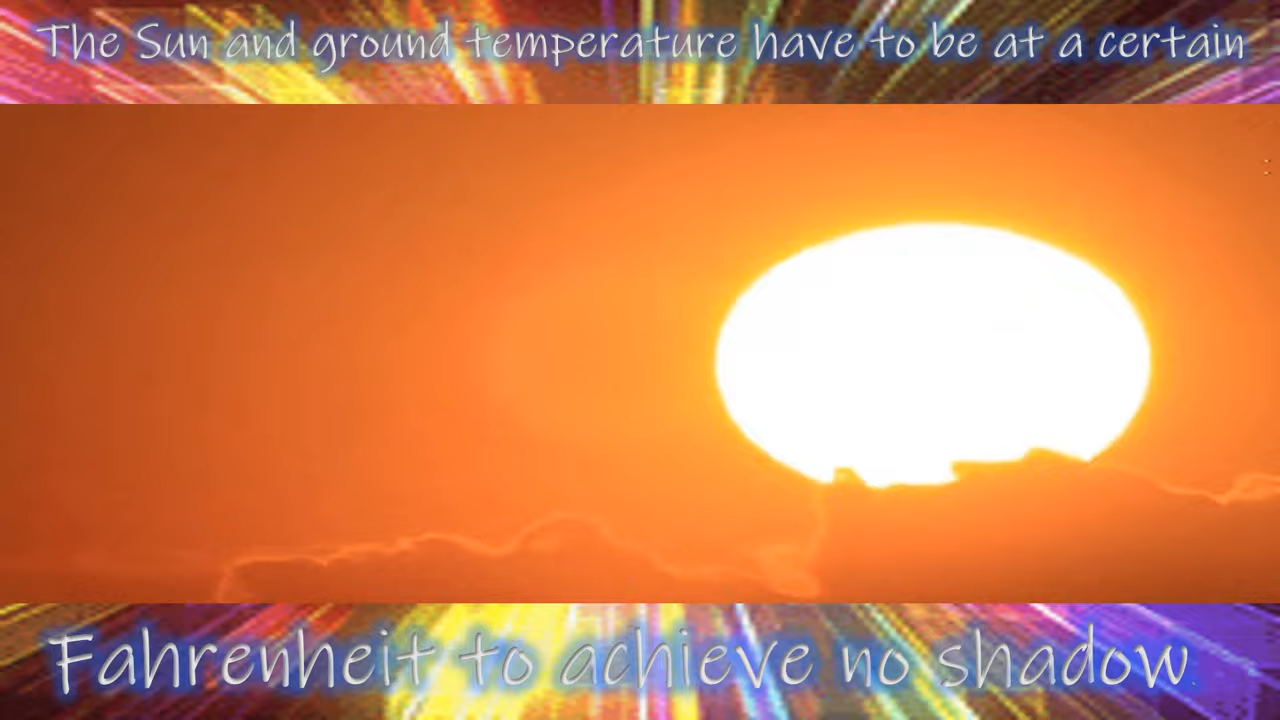 The Sun and ground temperature have to be at a certain
Fahrenheit to achieve no shadow.